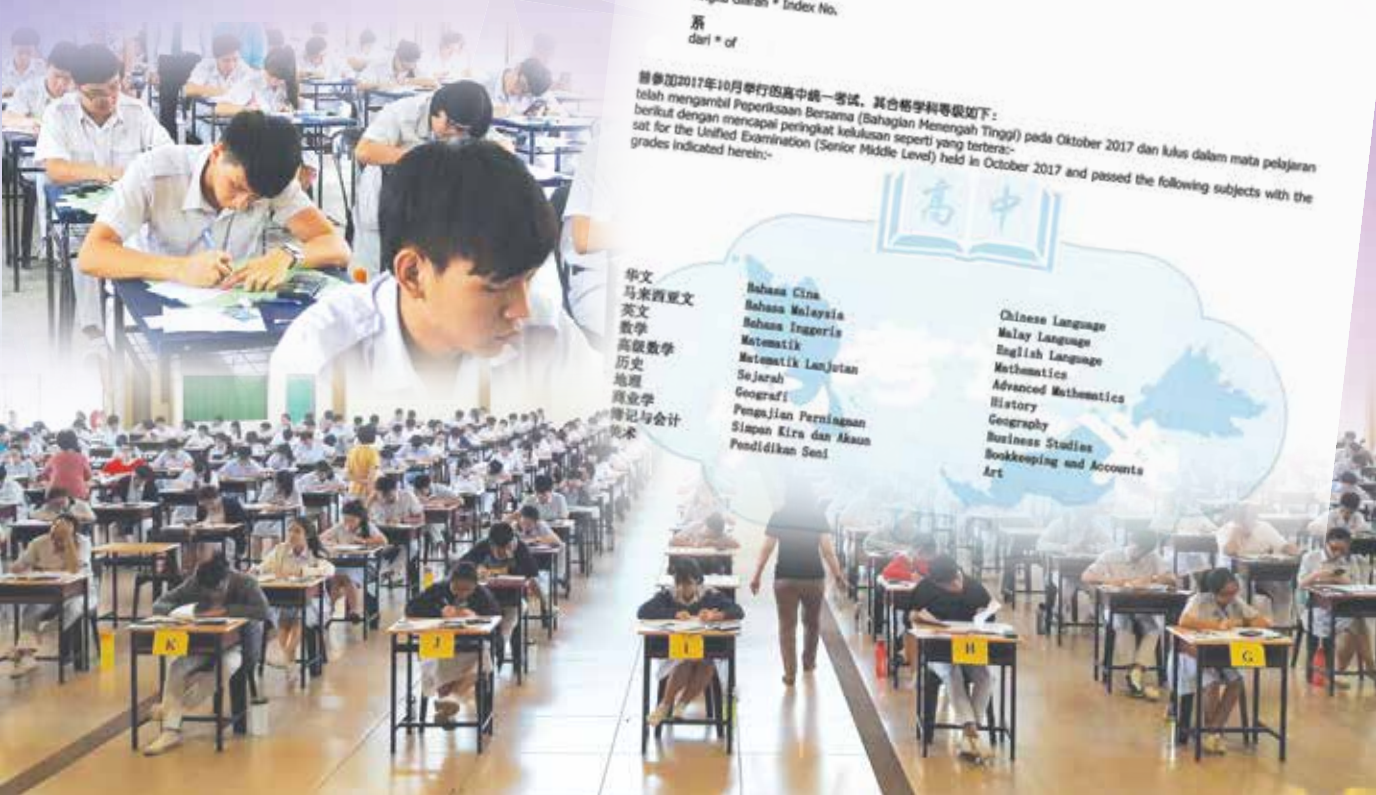 Giliran * Index No.
系
dari * of
曾参加2017年10月举行的高中统一考试，其合格学科等级如下：
telah mengambil Peperiksaan Bersama (Bahagian Menengah Tinggi) pada Oktober 2017 dan lulus dalam mata pelajaran
berikut dengan mencapai peringkat kelulusan seperti yang tertera:-
sat for the Unified Examination (Senior Middle Level) held in October 2017 and passed the following subjects with the
grades indicated herein:-
高 中
华文 Bahasa Cina Chinese Language
马来西亚文 Bahasa Malaysia Malay Language
英文 Bahasa Inggeris English Language
数学 Matematik Mathematics
高级数学 Matematik Lanjutan Advanced Mathematics
历史 Sejarah History
地理 Geografi Geography
商业学 Pengajian Perniagaan Business Studies
簿记与会计 Simpan Kira dan Akaun Bookkeeping and Accounts
Pendidikan Seni Art
K J I H G